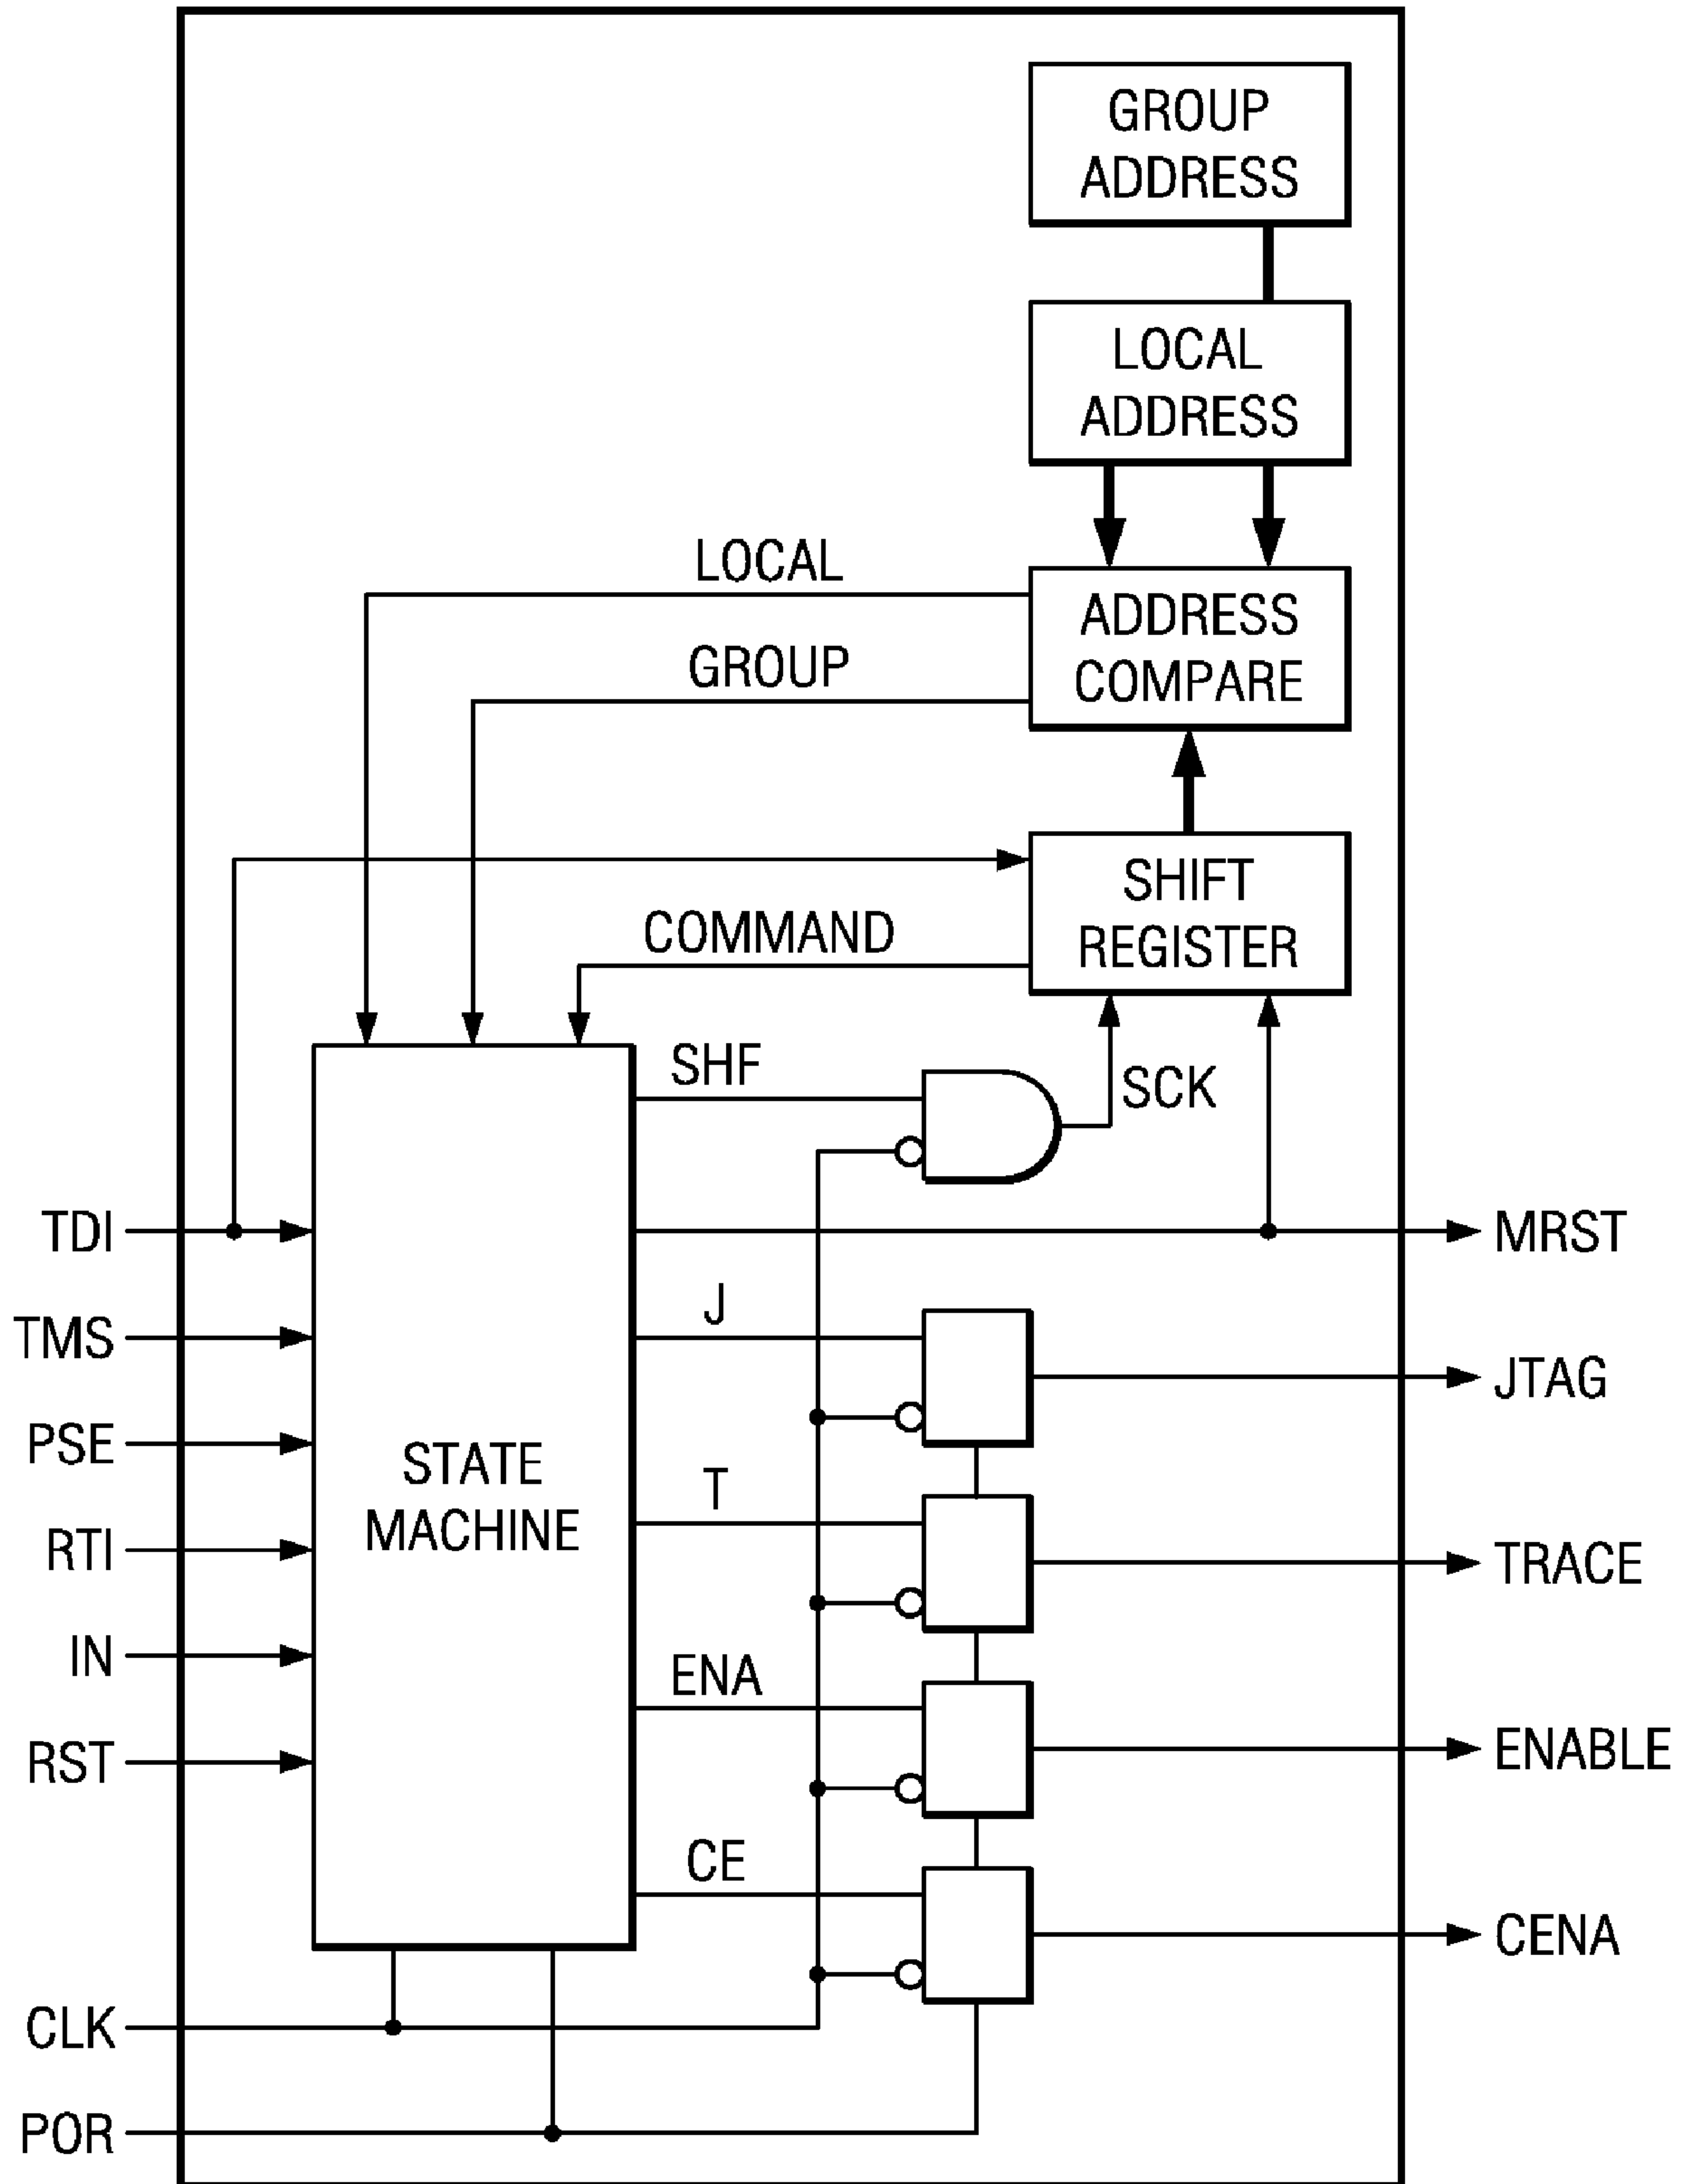 GROUP
ADDRESS
LOCAL
ADDRESS
LOCAL
ADDRESS
COMPARE
GROUP
SHIFT
REGISTER
COMMAND
SHF
SCK
TDI
MRST
J
TMS
JTAG
PSE
STATE
MACHINE
T
RTI
TRACE
IN
ENA
RST
ENABLE
CE
CENA
CLK
POR